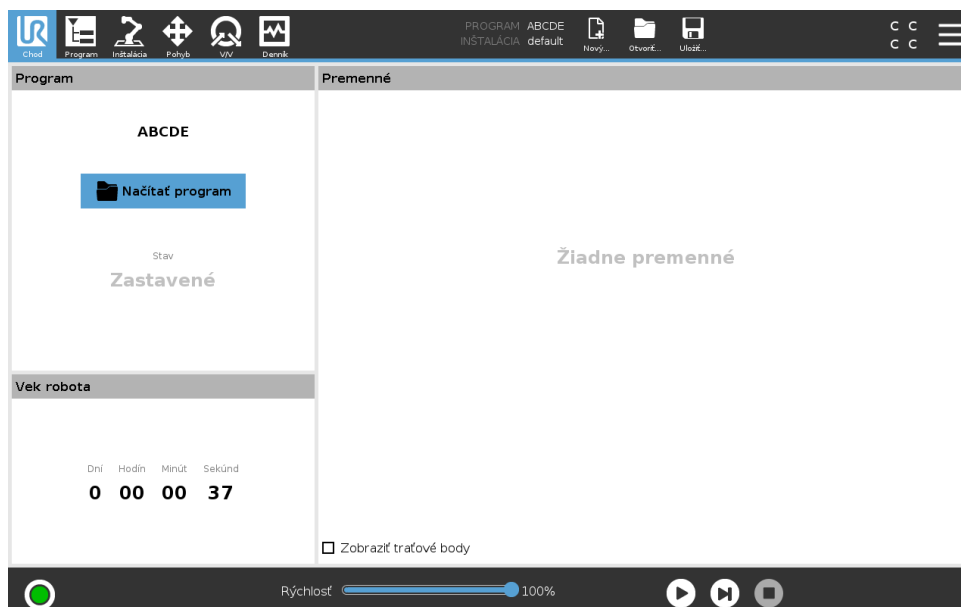 PROGRAM ABCDE
INŠTALÁCIA default
Chod Program Inštalácia Pohyb V/V Denník Nový... Otvoriť... Uložiť...
C C
C C
Program
Premenné
ABCDE
Načítať program
Stav
Zastavené
Žiadne premenné
Vek robota
Dní Hodín Minút Sekúnd
0 00 00 37
Zobraziť traťové body
Rýchlosť 100%